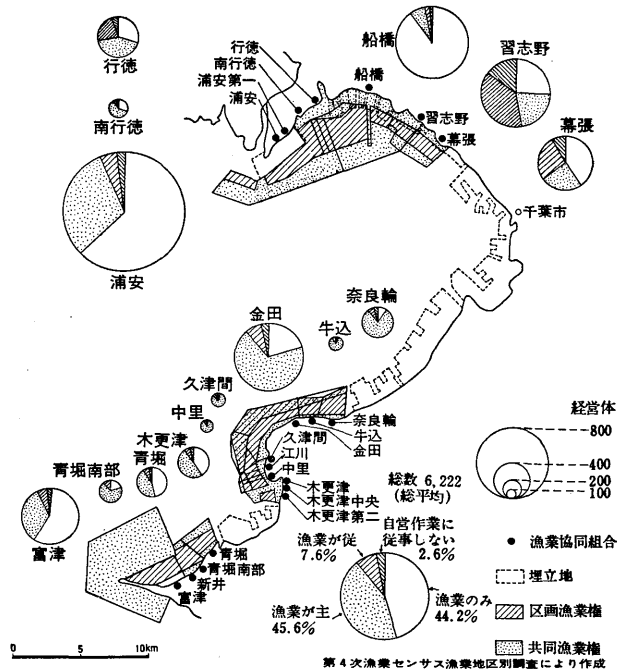 行徳
南行徳
浦安
船橋
習志野
幕張
行徳
南行徳
浦安第一
浦安
船橋
習志野
幕張
千葉市
奈良輪
金田
牛込
久津間
中里
木更津
青堀
青堀南部
富津
奈良輪
牛込
金田
久津間
江川
中里
木更津
木更津中央
木更津第二
青堀
青堀南部
新井
富津
経営体
800
400
200
100
総数 6,222
(総平均)
自営作業に
従事しない
2.6%
漁業が従
7.6%
漁業が主
45.6%
漁業のみ
44.2%
漁業協同組合
埋立地
区画漁業権
共同漁業権
0 5 10km
第4次漁業センサス漁業地区別調査により作成